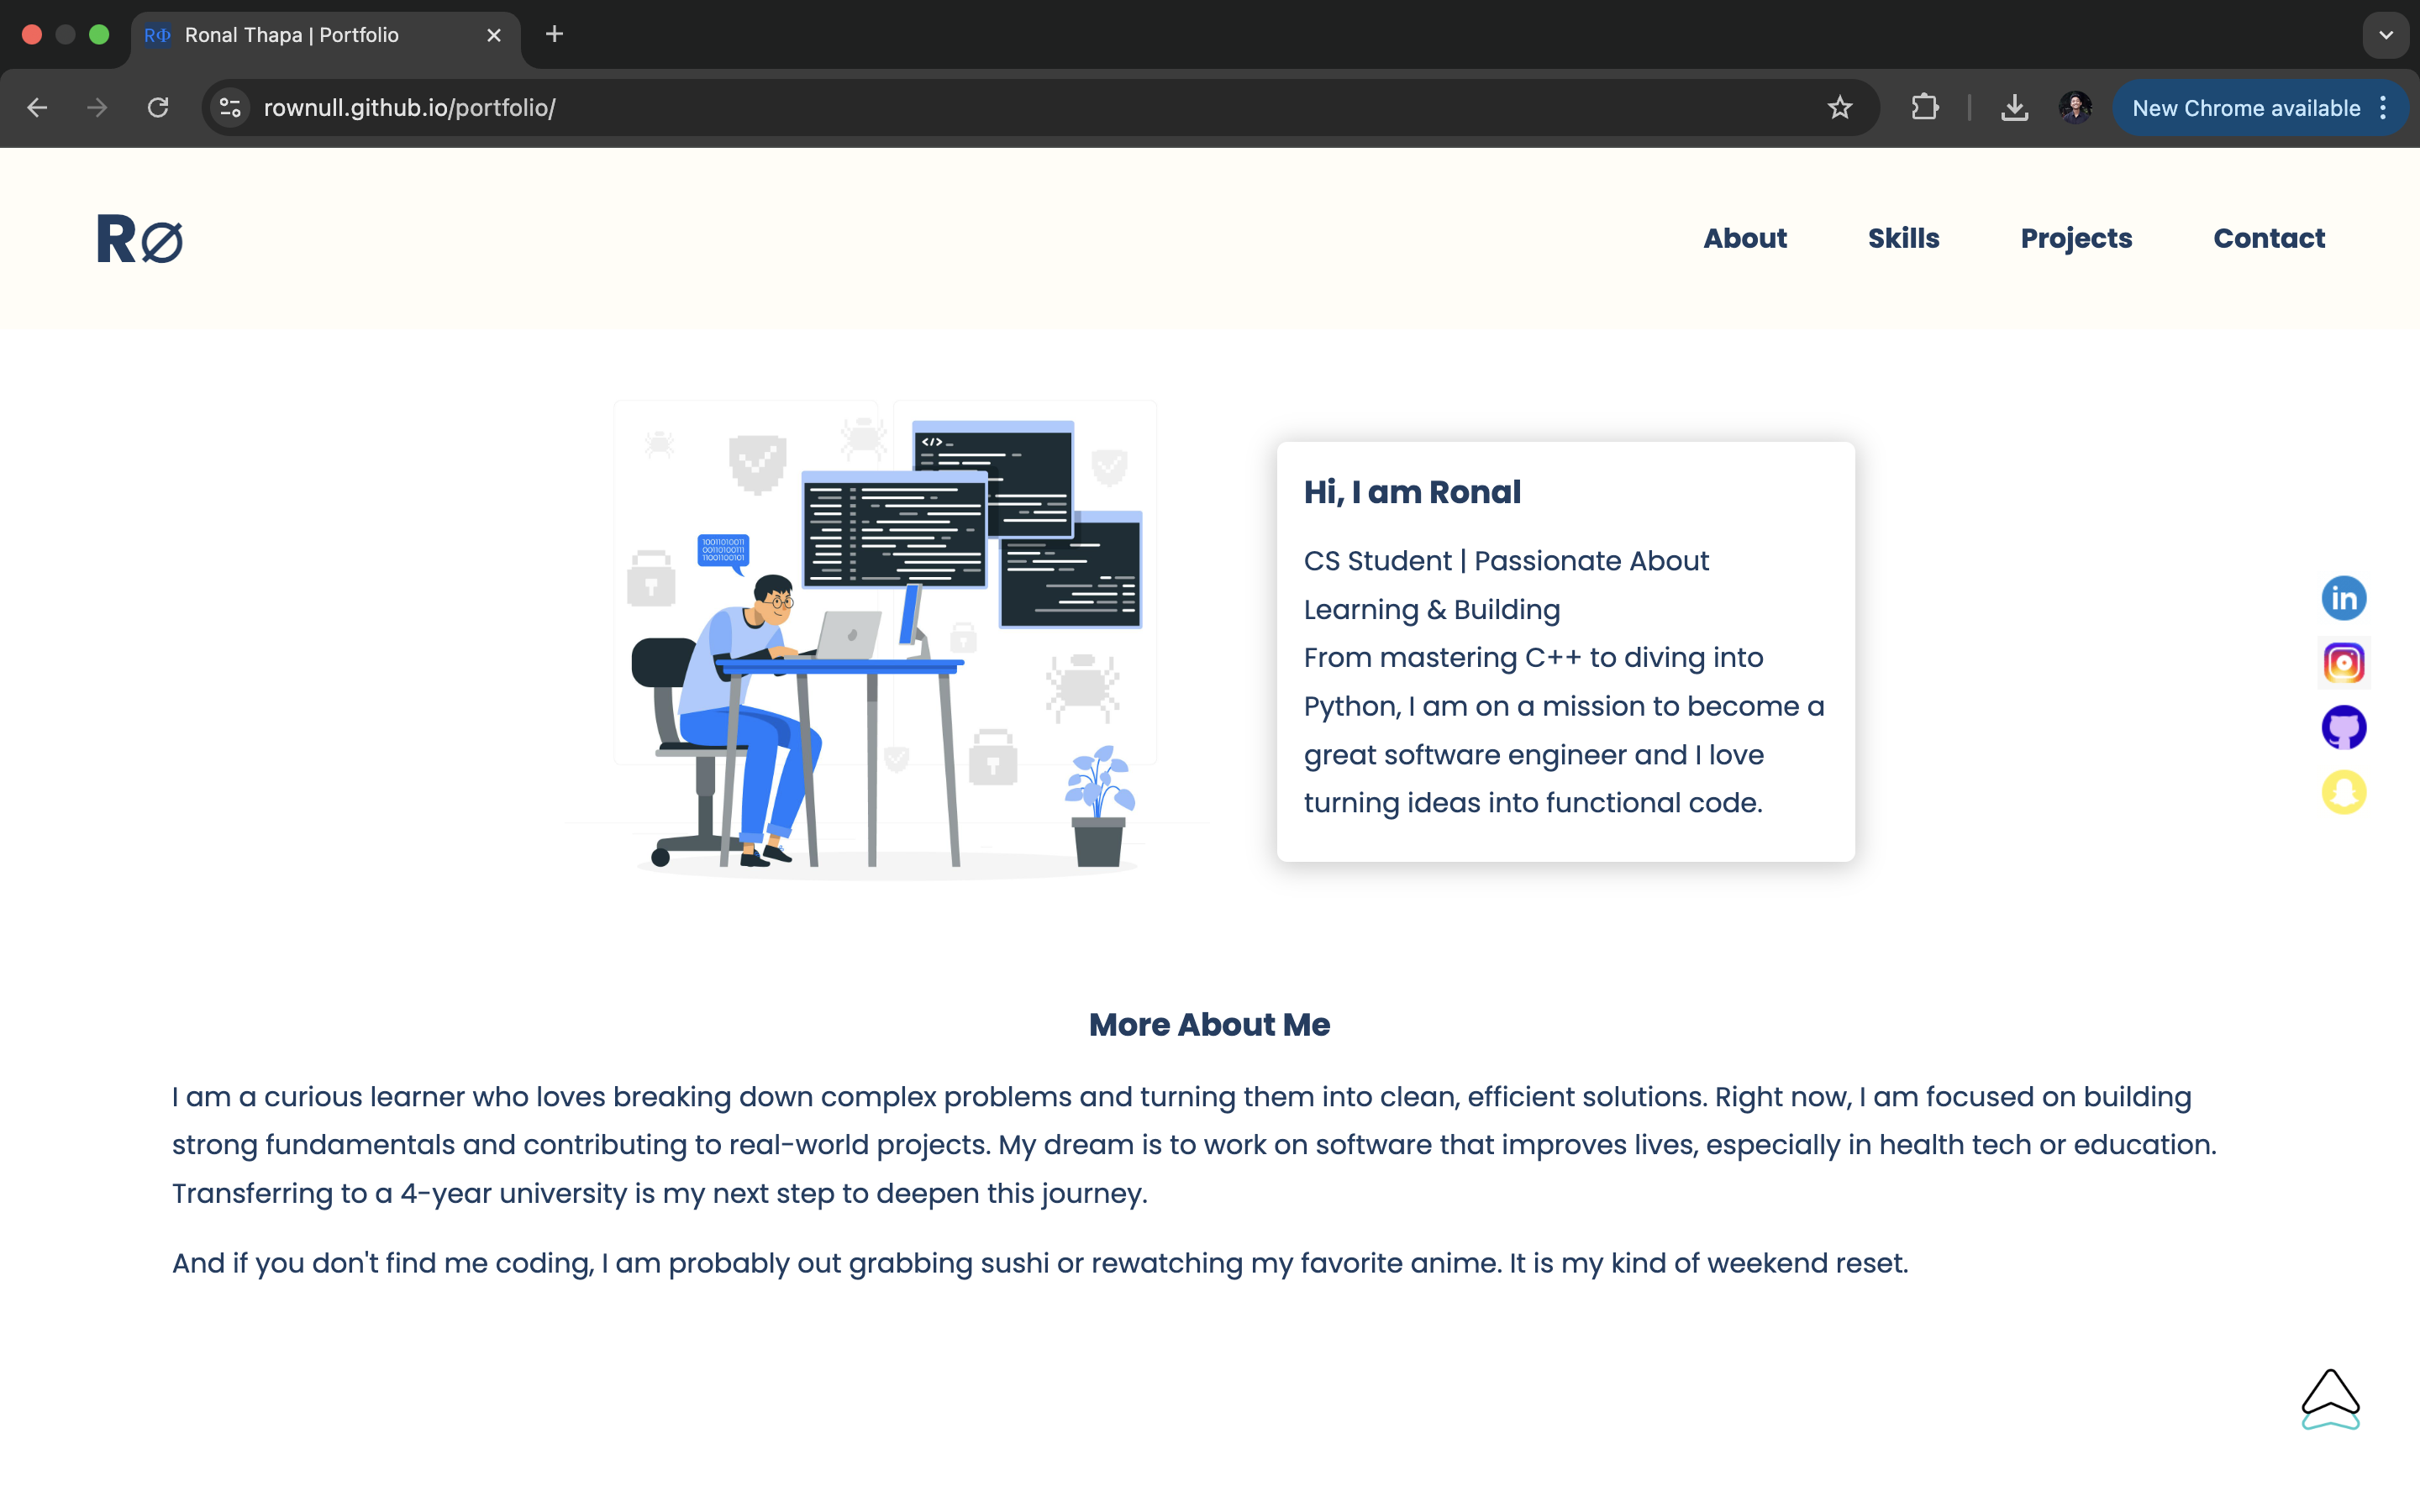 Ronal Thapa | Portfolio
rownull.github.io/portfolio/
New Chrome available
R∅
About Skills Projects Contact
</> _
10011010011
00110100111
11001100101
Hi, I am Ronal
CS Student | Passionate About
Learning & Building
From mastering C++ to diving into
Python, I am on a mission to become a
great software engineer and I love
turning ideas into functional code.
in
More About Me
I am a curious learner who loves breaking down complex problems and turning them into clean, efficient solutions. Right now, I am focused on building
strong fundamentals and contributing to real-world projects. My dream is to work on software that improves lives, especially in health tech or education.
Transferring to a 4-year university is my next step to deepen this journey.
And if you don't find me coding, I am probably out grabbing sushi or rewatching my favorite anime. It is my kind of weekend reset.